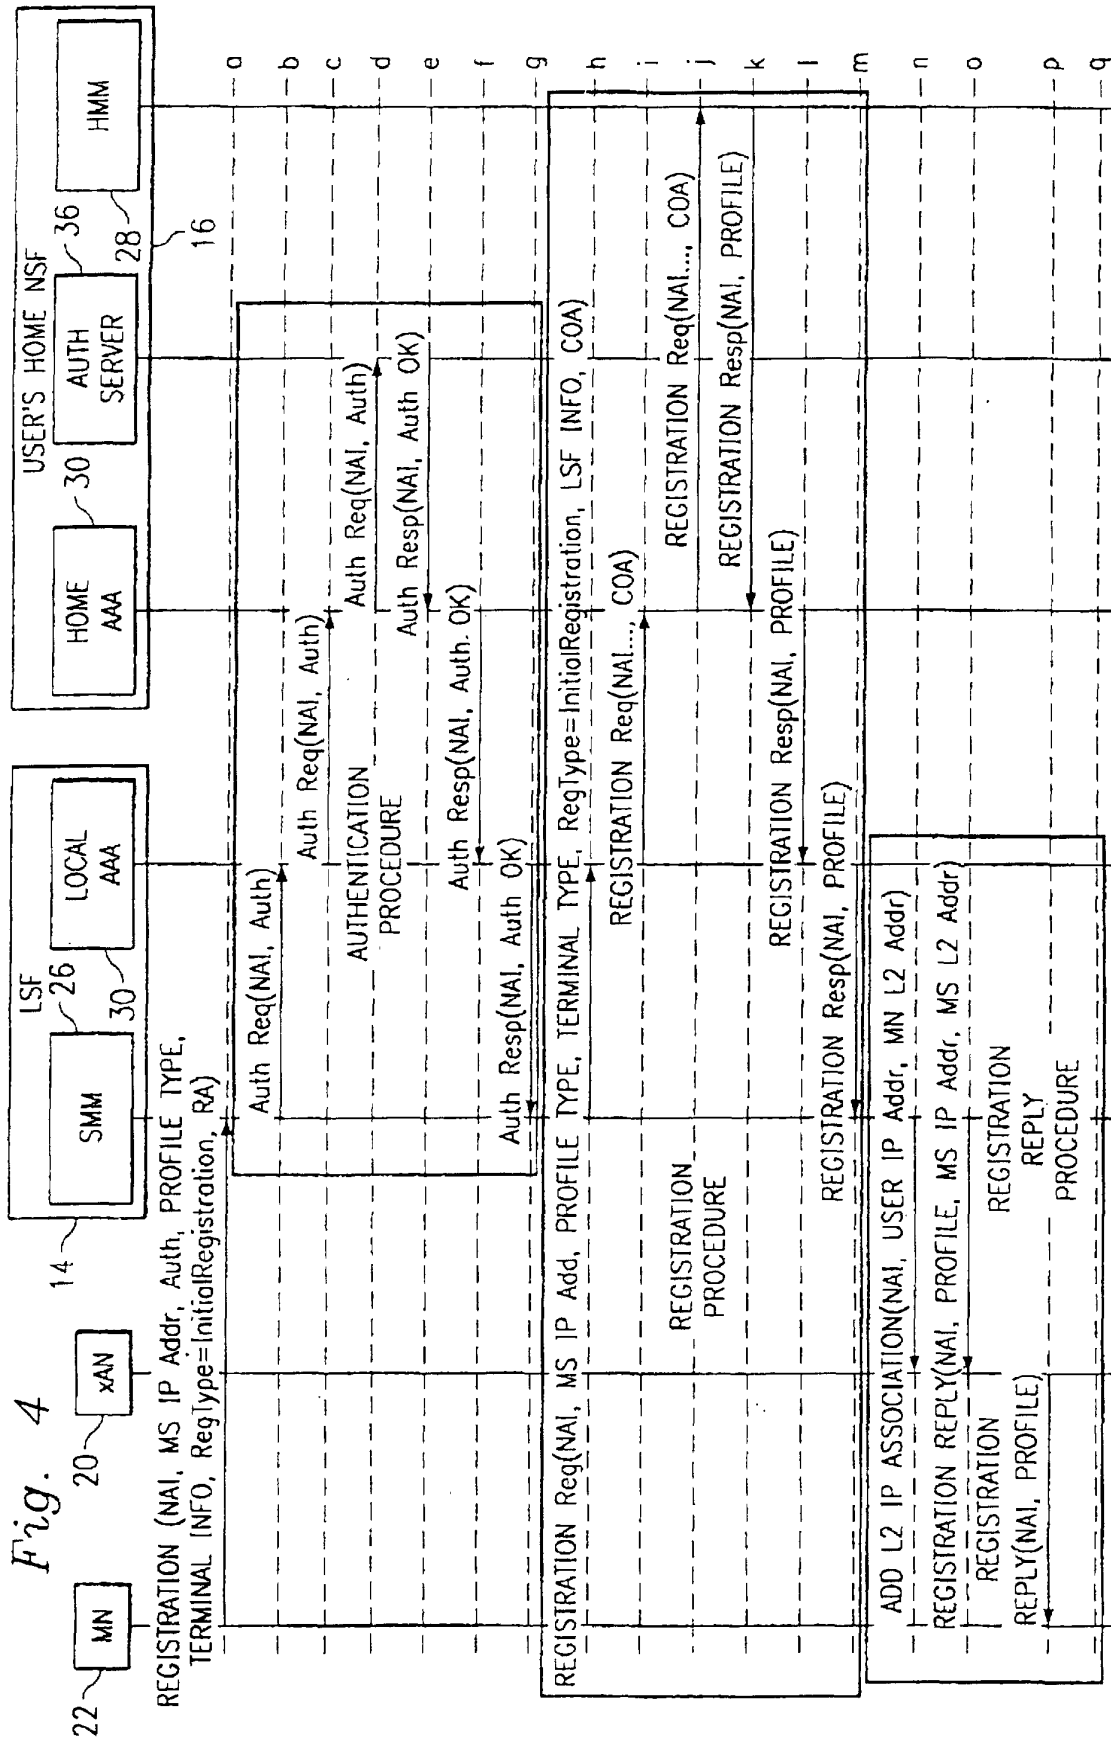 Fig. 4
USER'S HOME NSF
LSF
MN
22
xAN
20
14
SMM
26
LOCAL
AAA
30
HOME
AAA
30
AUTH
SERVER
36
HMM
28
16
REGISTRATION (NAI, MS IP Addr, Auth, PROFILE TYPE,
TERMINAL INFO, RegType=InitialRegistration, RA)
a
Auth Req(NAI, Auth)
b
Auth Req(NAI, Auth)
c
Auth Req(NAI, Auth)
d
AUTHENTICATION
PROCEDURE
Auth Resp(NAI, Auth OK)
e
Auth Resp(NAI, Auth OK)
f
Auth Resp(NAI, Auth OK)
g
REGISTRATION Req(NAI, MS IP Add, PROFILE TYPE, TERMINAL TYPE, RegType=InitialRegistration, LSF INFO, COA)
h
REGISTRATION Req(NAI..., COA)
i
REGISTRATION Req(NAI..., COA)
j
REGISTRATION
PROCEDURE
REGISTRATION Resp(NAI, PROFILE)
k
REGISTRATION Resp(NAI, PROFILE)
l
REGISTRATION Resp(NAI, PROFILE)
m
ADD L2 IP ASSOCIATION(NAI, USER IP Addr, MN L2 Addr)
n
REGISTRATION REPLY(NAI, PROFILE, MS IP Addr, MS L2 Addr)
o
REGISTRATION
REPLY(NAI, PROFILE)
REGISTRATION
REPLY
PROCEDURE
p
q